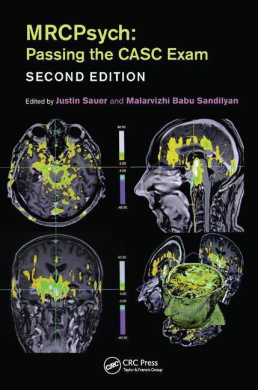 MRCPsych:
Passing the CASC Exam
SECOND EDITION
Edited by Justin Sauer and Malarvizhi Babu Sandilyan
CRC Press
Taylor & Francis Group